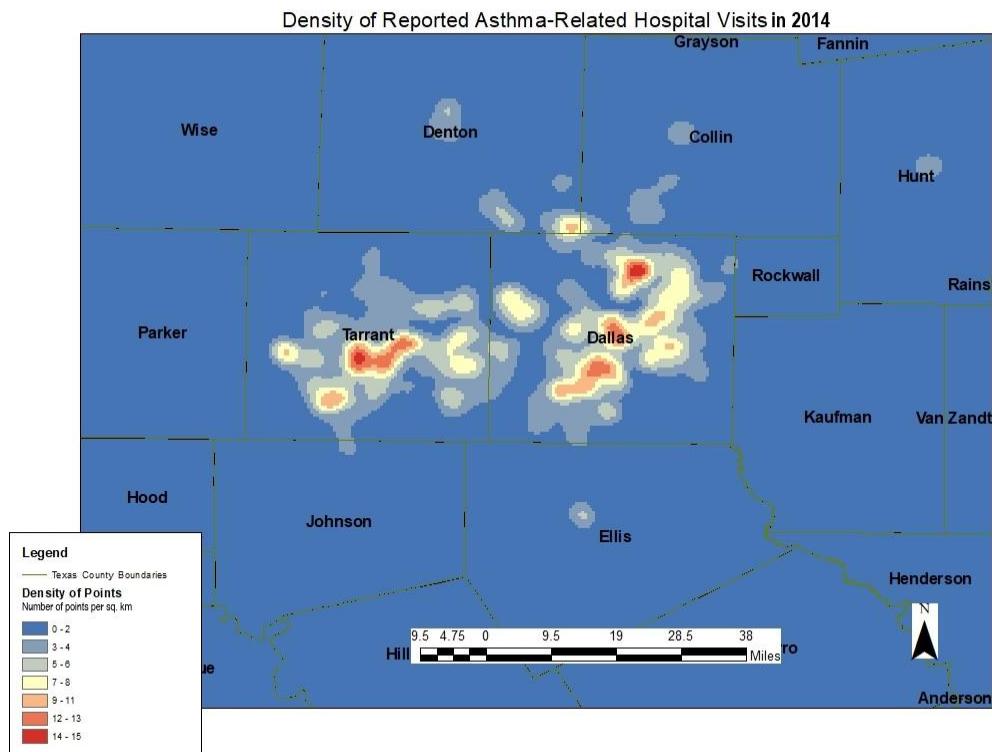 Density of Reported Asthma-Related Hospital Visits in 2014
Grayson
Fannin
Wise
Denton
Collin
Hunt
Rockwall
Rains
Parker
Tarrant
Dallas
Kaufman
Van Zandt
Hood
Johnson
Ellis
Henderson
Legend
Texas County Boundaries
Density of Points
Number of points per sq. km
0 - 2
3 - 4
5 - 6
7 - 8
9 - 11
12 - 13
14 - 15
ue
Hill
9.5 4.75 0 9.5 19 28.5 38
Miles
ro
N
Anderson